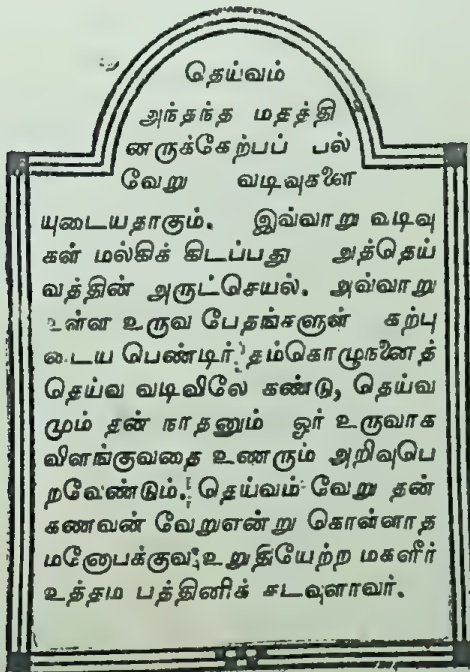 தெய்வம்
அந்தந்த மதத்தி
னருக்கேற்பப் பல்
வேறு வடிவுகளை
யுடையதாகும். இவ்வாறு வடிவு
கள் மல்கிக் கிடப்பது அத்தெய்
வத்தின் அருட்செயல். அவ்வாறு
உள்ள உருவ பேதங்களுள் கற்பு
டைய பெண்டிர் தம்கொழுநனைத்
தெய்வ வடிவிலே கண்டு, தெய்வ
மும் தன் நாதனும் ஓர் உருவாக
விளங்குவதை உணரும் அறிவுபெ
றவேண்டும். தெய்வம் வேறு தன்
கணவன் வேறுஎன்று கொள்ளாத
மனோபக்குவ உறுதியேற்ற மகளிர்
உத்தம பத்தினிக் கடவுளாவர்.